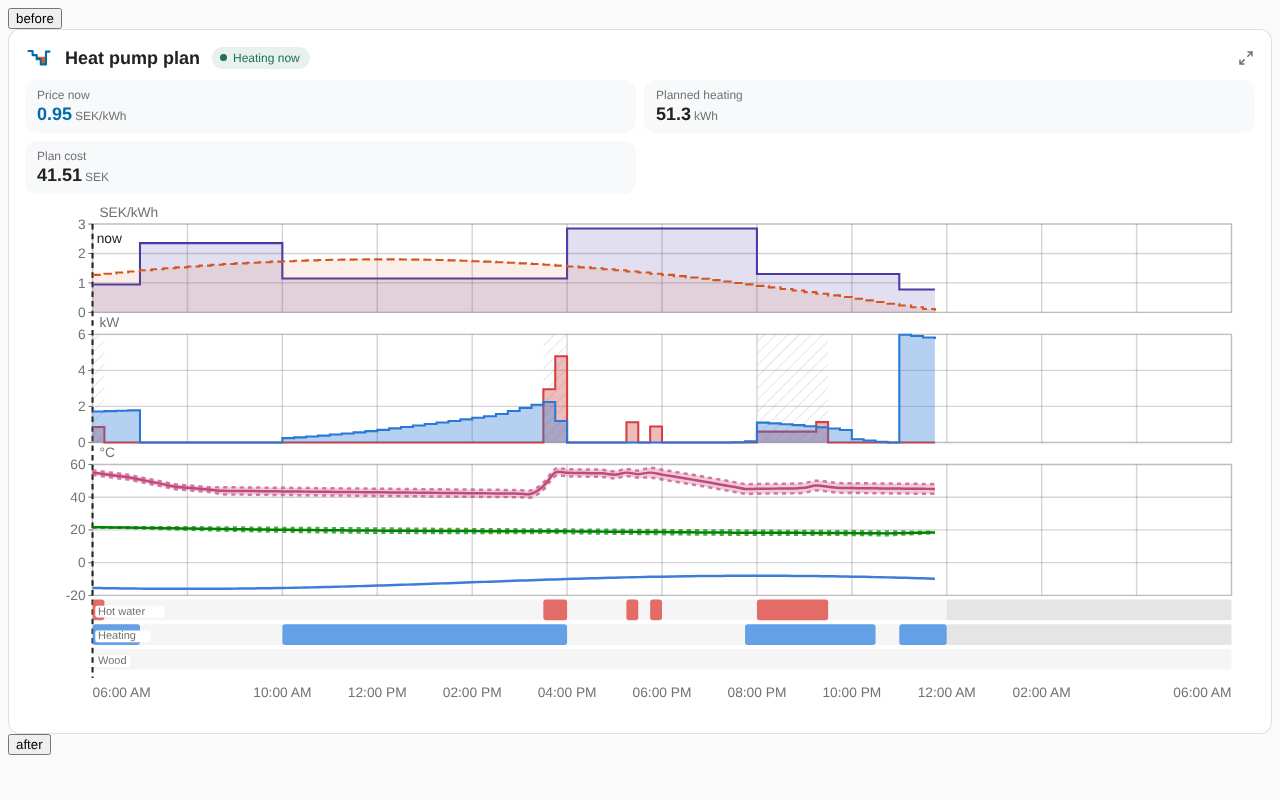 before
Heat pump plan
Heating now
Price now
0.95 SEK/kWh
Planned heating
51.3 kWh
Plan cost
41.51 SEK
SEK/kWh
3
now
2
1
0
kW
6
4
2
0
°C
60
40
20
0
-20
Hot water
Heating
Wood
06:00 AM 10:00 AM 12:00 PM 02:00 PM 04:00 PM 06:00 PM 08:00 PM 10:00 PM 12:00 AM 02:00 AM 06:00 AM
after